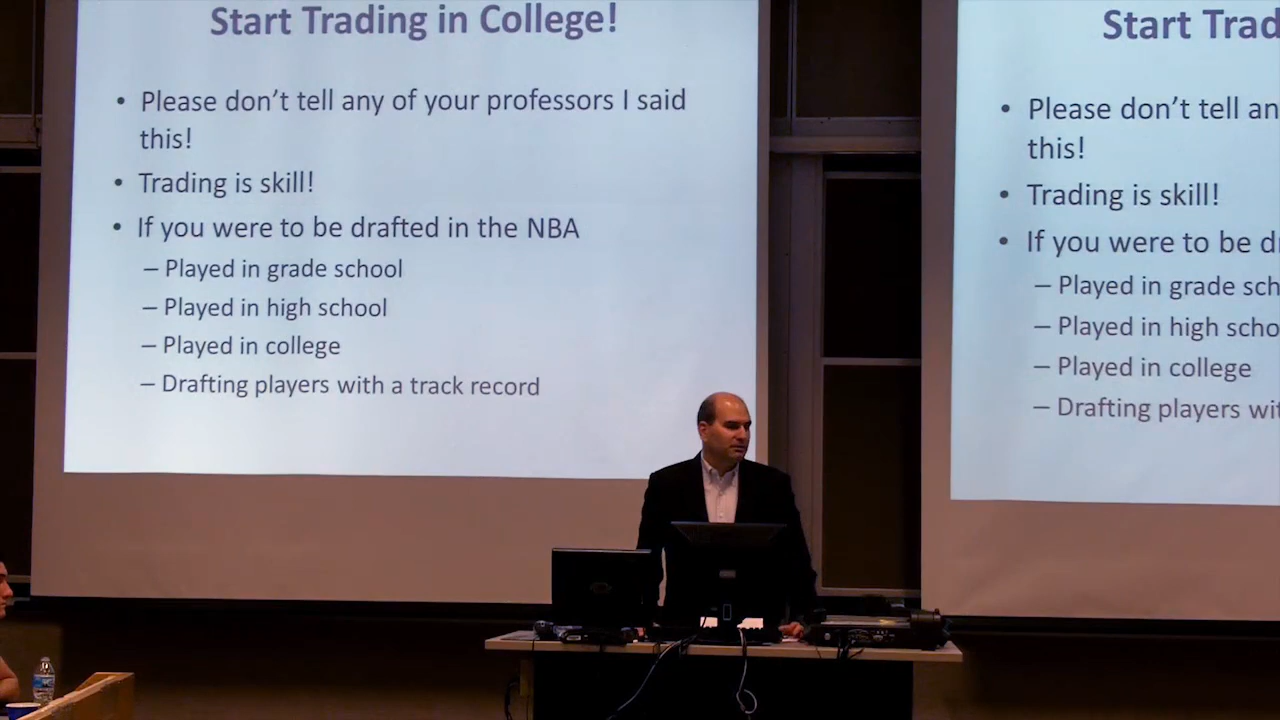 Start Trading in College!
• Please don't tell any of your professors I said
this!
• Trading is skill!
• If you were to be drafted in the NBA
– Played in grade school
– Played in high school
– Played in college
– Drafting players with a track record
Start Trad
• Please don't tell an
this!
• Trading is skill!
• If you were to be d
– Played in grade sch
– Played in high scho
– Played in college
– Drafting players wi